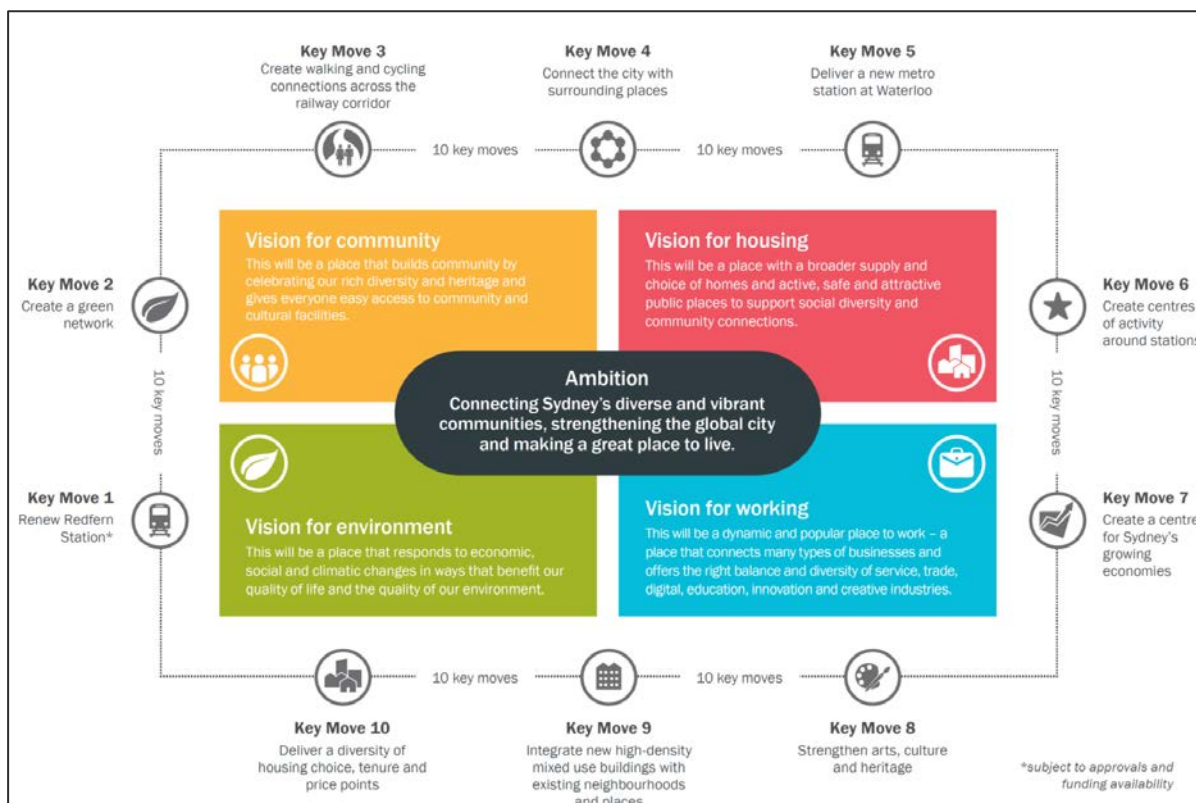 Key Move 3
Create walking and cycling
connections across the
railway corridor
Key Move 4
Connect the city with
surrounding places
Key Move 5
Deliver a new metro
station at Waterloo
10 key moves
10 key moves
Key Move 2
Create a green
network
10 key moves
Key Move 1
Renew Redfern
Station*
Vision for community
This will be a place that builds community by
celebrating our rich diversity and heritage and
gives everyone easy access to community and
cultural facilities.
Vision for housing
This will be a place with a broader supply and
choice of homes and active, safe and attractive
public places to support social diversity and
community connections.
Ambition
Connecting Sydney's diverse and vibrant
communities, strengthening the global city
and making a great place to live.
Vision for environment
This will be a place that responds to economic,
social and climatic changes in ways that benefit our
quality of life and the quality of our environment.
Vision for working
This will be a dynamic and popular place to work – a
place that connects many types of businesses and
offers the right balance and diversity of service, trade,
digital, education, innovation and creative industries.
Key Move 6
Create centres
of activity
around stations
10 key moves
Key Move 7
Create a centre
for Sydney's
growing
economies
10 key moves
10 key moves
Key Move 10
Deliver a diversity of
housing choice, tenure and
price points
Key Move 9
Integrate new high-density
mixed use buildings with
existing neighbourhoods
and places
Key Move 8
Strengthen arts, culture
and heritage
*subject to approvals and
funding availability